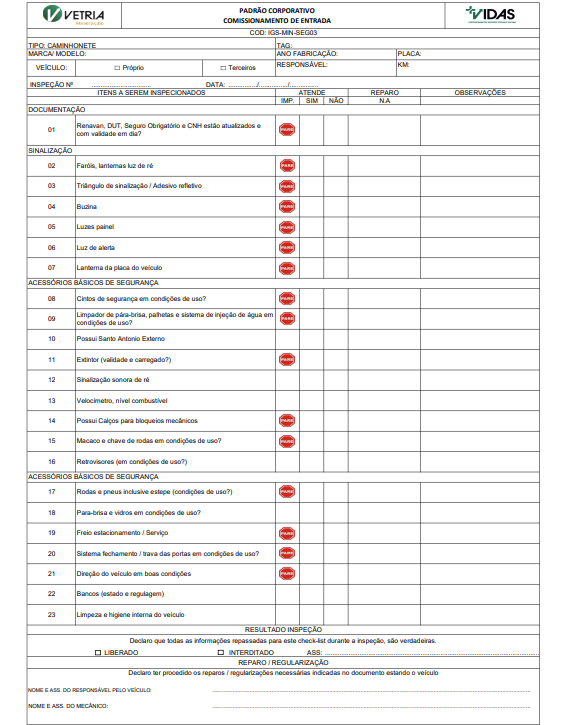 VETRIA
MINERAÇÃO
PADRÃO CORPORATIVO
COMISSIONAMENTO DE ENTRADA
VIDAS
COD: IGS-MIN-SEG03
TIPO: CAMINHONETE TAG:
MARCA/ MODELO: ANO FABRICAÇÃO: PLACA:
VEÍCULO: □ Próprio □ Terceiros RESPONSÁVEL: KM:
INSPEÇÃO Nº ........................ DATA: ............/............/............
ITENS A SEREM INSPECIONADOS ATENDE REPARO OBSERVAÇÕES
IMP. SIM NÃO N.A
DOCUMENTAÇÃO
01 Renavan, DUT, Seguro Obrigatório e CNH estão atualizados e
com validade em dia? PARE
SINALIZAÇÃO
02 Faróis, lanternas luz de ré PARE
03 Triângulo de sinalização / Adesivo refletivo PARE
04 Buzina PARE
05 Luzes painel PARE
06 Luz de alerta PARE
07 Lanterna da placa do veículo PARE
ACESSÓRIOS BÁSICOS DE SEGURANÇA
08 Cintos de segurança em condições de uso? PARE
09 Limpador de pára-brisa, palhetas e sistema de injeção de água em
condições de uso? PARE
10 Possui Santo Antonio Externo
11 Extintor (validade e carregado?) PARE
12 Sinalização sonora de ré
13 Velocímetro, nível combustível
14 Possui Calços para bloqueios mecânicos PARE
15 Macaco e chave de rodas em condições de uso? PARE
16 Retrovisores (em condições de uso?)
ACESSÓRIOS BÁSICOS DE SEGURANÇA
17 Rodas e pneus inclusive estepe (condições de uso?) PARE
18 Para-brisa e vidros em condições de uso?
19 Freio estacionamento / Serviço PARE
20 Sistema fechamento / trava das portas em condições de uso? PARE
21 Direção do veículo em boas condições PARE
22 Bancos (estado e regulagem)
23 Limpeza e higiene interna do veículo
RESULTADO INSPEÇÃO
Declaro que todas as informações repassadas para este check-list durante a inspeção, são verdadeiras.
□ LIBERADO □ INTERDITADO ASS: ........................................................
REPARO / REGULARIZAÇÃO
Declaro ter procedido os reparos / regularizações necessárias indicadas no documento estando o veículo
NOME E ASS. DO RESPONSÁVEL PELO VEÍCULO: ........................................................
NOME E ASS. DO MECÂNICO: ........................................................